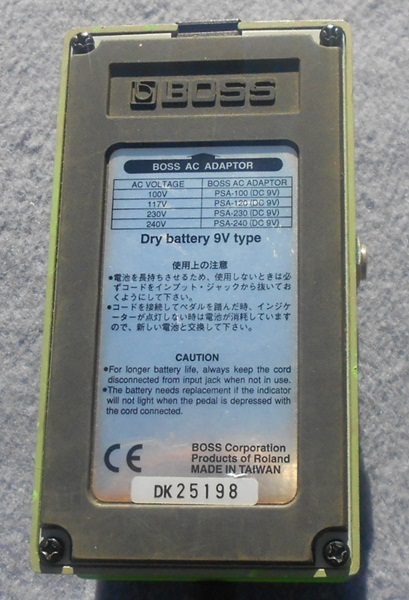 BOSS
BOSS AC ADAPTOR
AC VOLTAGE BOSS AC ADAPTOR
100V PSA-100 (DC 9V)
117V PSA-120 (DC 9V)
230V PSA-230 (DC 9V)
240V PSA-240 (DC 9V)
Dry battery 9V type
使用上の注意
●電池を長持ちさせるため、使用しないときは必
ずコードをインプット・ジャックから抜いてお
くようにして下さい。
●コードを接続してペダルを踏んだ時、インジケ
ーターが点灯しない時は電池が消耗しています
ので、新しい電池と交換して下さい。
CAUTION
●For longer battery life, always keep the cord
disconnected from input jack when not in use.
●The battery needs replacement if the indicator
will not light when the pedal is depressed with
the cord connected.
CE
BOSS Corporation
Products of Roland
MADE IN TAIWAN
DK25198